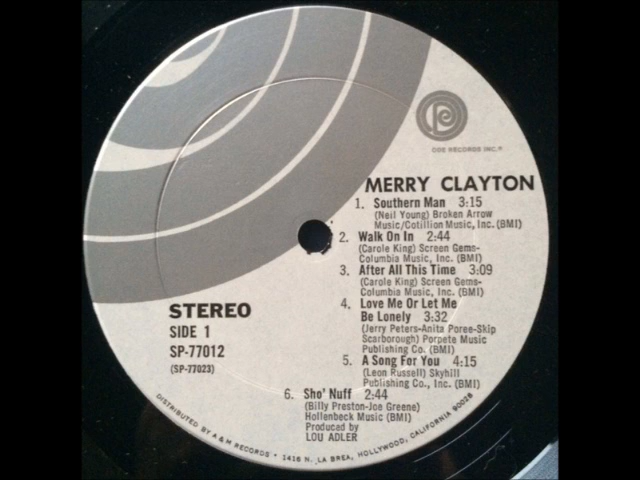 ODE RECORDS INC.
MERRY CLAYTON
1. Southern Man 3:15
(Neil Young) Broken Arrow
Music/Cotillion Music, Inc. (BMI)
2. Walk On In 2:44
(Carole King) Screen Gems-
Columbia Music, Inc. (BMI)
3. After All This Time 3:09
(Carole King) Screen Gems-
Columbia Music, Inc. (BMI)
4. Love Me Or Let Me
Be Lonely 3:32
(Jerry Peters-Anita Poree-Skip
Scarborough) Porpete Music
Publishing Co. (BMI)
5. A Song For You 4:15
(Leon Russell) Skyhill
Publishing Co., Inc. (BMI)
6. Sho' Nuff 2:44
(Billy Preston-Joe Greene)
Hollenbeck Music (BMI)
Produced by
LOU ADLER
STEREO
SIDE 1
SP-77012
(SP-77023)
DISTRIBUTED BY A & M RECORDS • 1416 N. LA BREA, HOLLYWOOD, CALIFORNIA 90028